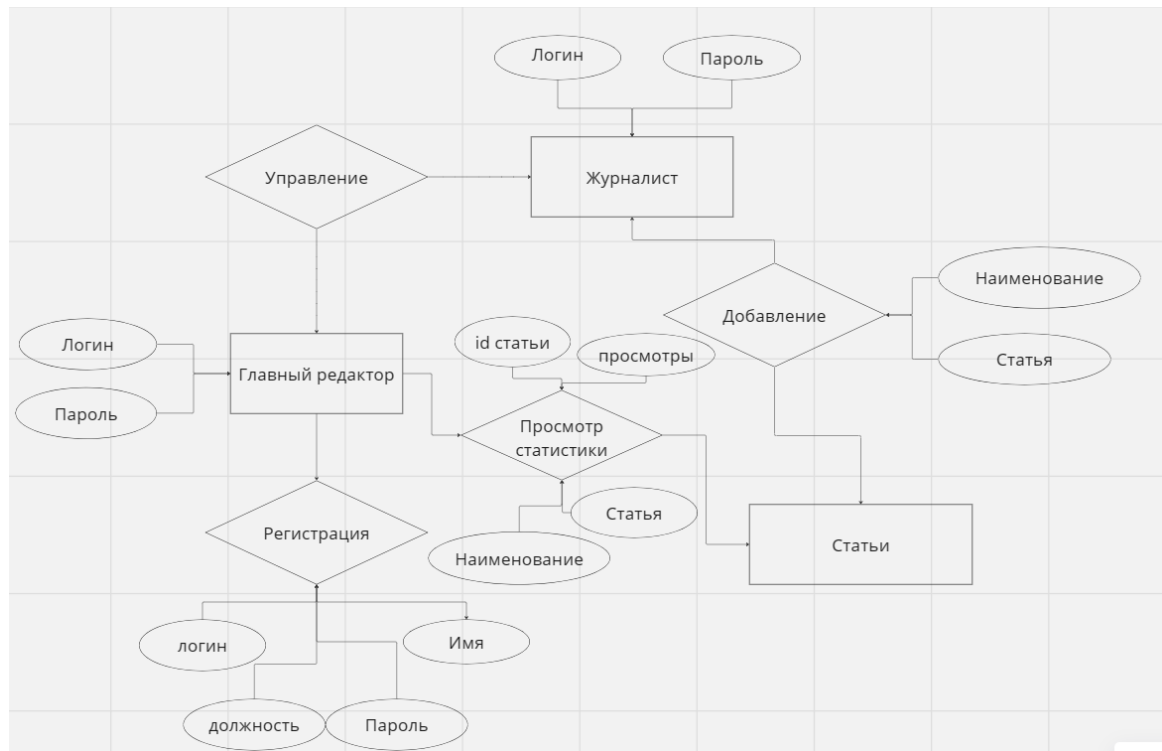 Логин
Пароль
Управление
Журналист
Наименование
Добавление
Статья
Логин
Пароль
Главный редактор
id статьи
просмотры
Просмотр
статистики
Статья
Наименование
Статьи
Регистрация
логин
Имя
должность
Пароль